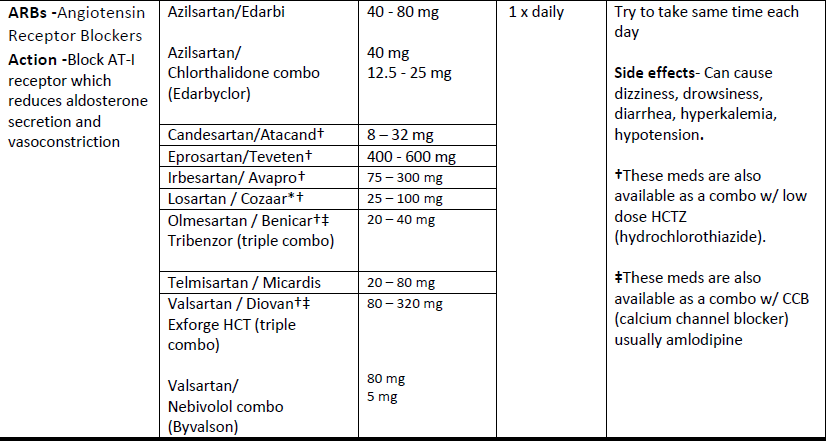 ARBs -Angiotensin
Receptor Blockers
Action -Block AT-I
receptor which
reduces aldosterone
secretion and
vasoconstriction
Azilsartan/Edarbi
40 - 80 mg
1 x daily
Azilsartan/
Chlorthalidone combo
(Edarbyclor)
40 mg
12.5 - 25 mg
Candesartan/Atacand†
8 – 32 mg
Eprosartan/Teveten†
400 - 600 mg
Irbesartan/ Avapro†
75 – 300 mg
Losartan / Cozaar*†
25 – 100 mg
Olmesartan / Benicar†‡
Tribenzor (triple combo)
20 – 40 mg
Telmisartan / Micardis
20 – 80 mg
Valsartan / Diovan†‡
Exforge HCT (triple
combo)
80 – 320 mg
Valsartan/
Nebivolol combo
(Byvalson)
80 mg
5 mg
Try to take same time each
day
Side effects- Can cause
dizziness, drowsiness,
diarrhea, hyperkalemia,
hypotension.
†These meds are also
available as a combo w/ low
dose HCTZ
(hydrochlorothiazide).
‡These meds are also
available as a combo w/ CCB
(calcium channel blocker)
usually amlodipine